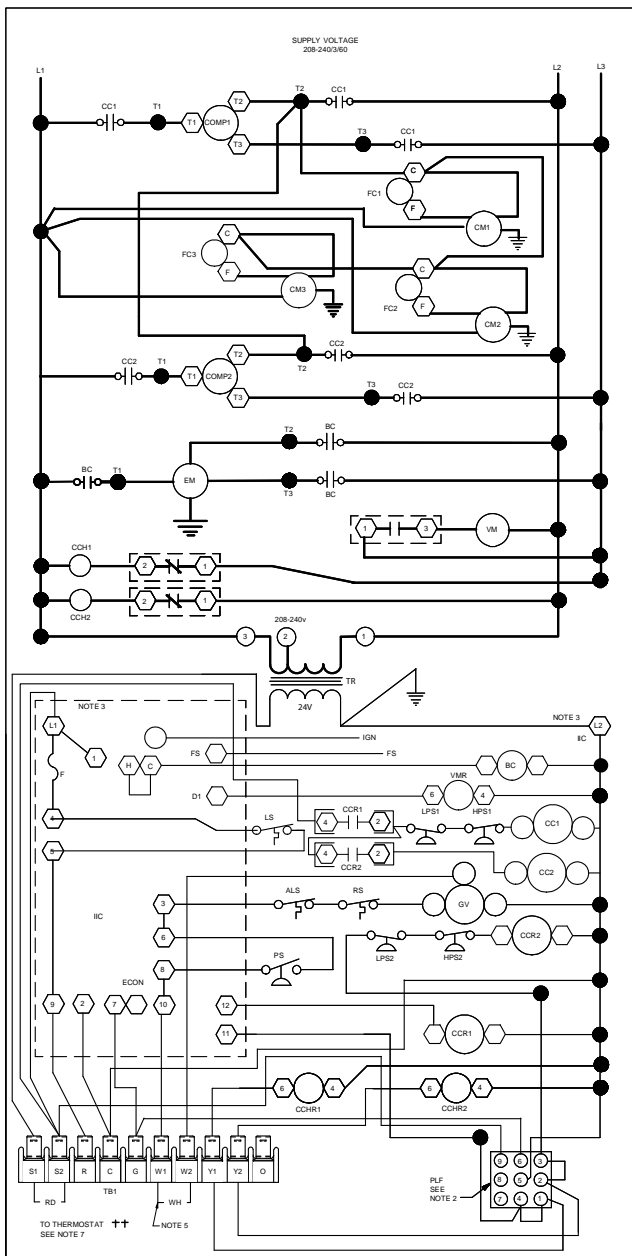 SUPPLY VOLTAGE
208-240/3/60
L1
L2
L3
T2
CC1
CC1
T1
T2
T1
COMP1
T3
T3
CC1
C
FC1
F
CM1
C
FC3
F
CM3
C
FC2
F
CM2
CC2
T1
T2
T1
COMP2
T3
T2
CC2
T3
CC2
T2
BC
BC
T1
EM
T3
BC
1
3
VM
CCH1
2
1
CCH2
2
1
208-240v
3
2
1
TR
24V
NOTE 3
NOTE 3
L1
L2
IIC
1
IGN
FS
FS
H
C
BC
F
VMR
D1
6
4
LPS1
HPS1
LS
4
CCR1
2
CC1
4
CCR2
2
CC2
5
ALS
RS
IIC
3
GV
6
LPS2
HPS2
CCR2
PS
8
ECON
9
2
7
10
12
11
CCR1
6
CCHR1
4
6
CCHR2
4
S1
S2
R
C
G
W1
W2
Y1
Y2
O
TB1
RD
WH
TO THERMOSTAT ††
SEE NOTE 7
NOTE 5
PLF
SEE
NOTE 2
9
6
3
8
5
2
7
4
1